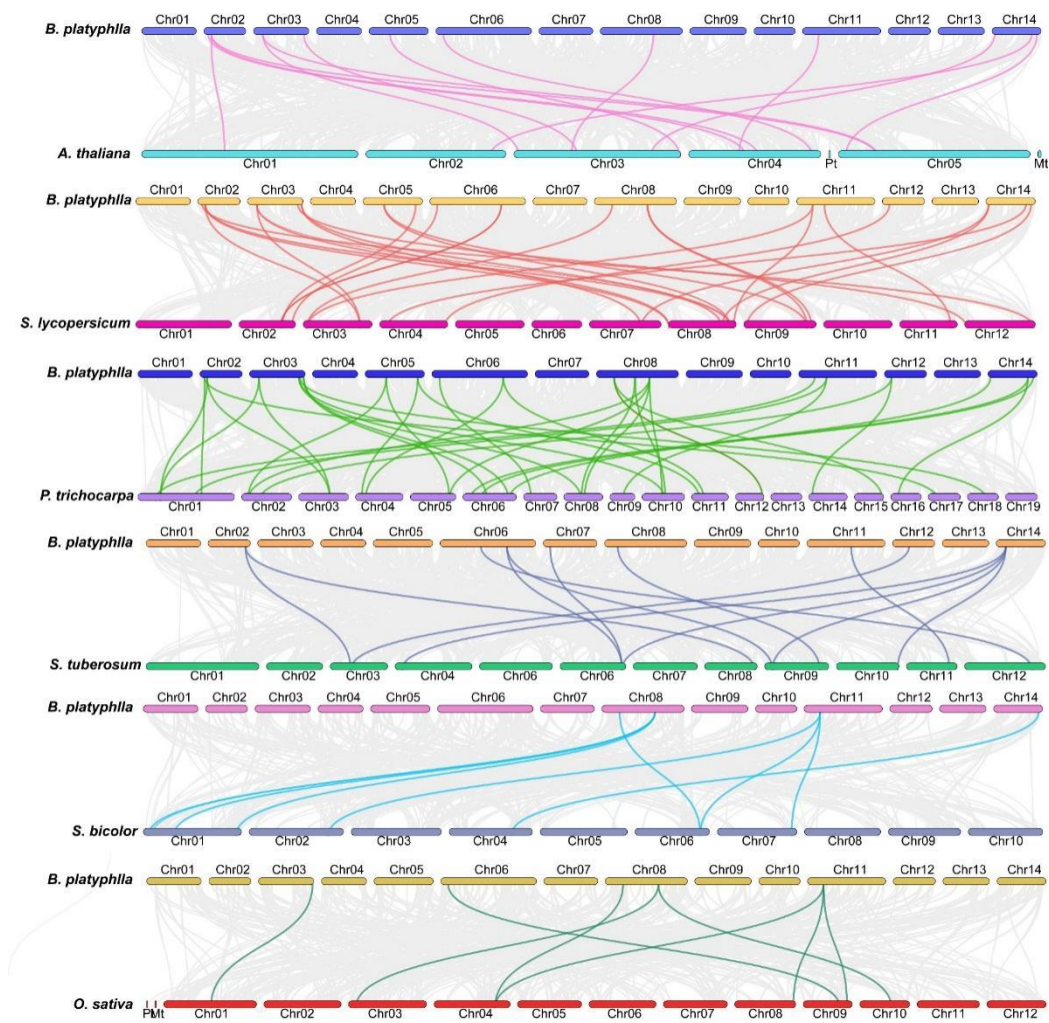 Chr01 Chr02 Chr03 Chr04 Chr05 Chr06 Chr07 Chr08 Chr09 Chr10 Chr11 Chr12 Chr13 Chr14
B. platyphlla
A. thaliana
Chr01 Chr02 Chr03 Chr04 Pt Chr05 Mt
Chr01 Chr02 Chr03 Chr04 Chr05 Chr06 Chr07 Chr08 Chr09 Chr10 Chr11 Chr12 Chr13 Chr14
B. platyphlla
S. lycopersicum
Chr01 Chr02 Chr03 Chr04 Chr05 Chr06 Chr07 Chr08 Chr09 Chr10 Chr11 Chr12
Chr01 Chr02 Chr03 Chr04 Chr05 Chr06 Chr07 Chr08 Chr09 Chr10 Chr11 Chr12 Chr13 Chr14
B. platyphlla
P. trichocarpa
Chr01 Chr02 Chr03 Chr04 Chr05 Chr06 Chr07 Chr08 Chr09 Chr10 Chr11 Chr12 Chr13 Chr14 Chr15 Chr16 Chr17 Chr18 Chr19
Chr01 Chr02 Chr03 Chr04 Chr05 Chr06 Chr07 Chr08 Chr09 Chr10 Chr11 Chr12 Chr13 Chr14
B. platyphlla
S. tuberosum
Chr01 Chr02 Chr03 Chr04 Chr06 Chr06 Chr07 Chr08 Chr09 Chr10 Chr11 Chr12
Chr01 Chr02 Chr03 Chr04 Chr05 Chr06 Chr07 Chr08 Chr09 Chr10 Chr11 Chr12 Chr13 Chr14
B. platyphlla
S. bicolor
Chr01 Chr02 Chr03 Chr04 Chr05 Chr06 Chr07 Chr08 Chr09 Chr10
Chr01 Chr02 Chr03 Chr04 Chr05 Chr06 Chr07 Chr08 Chr09 Chr10 Chr11 Chr12 Chr13 Chr14
B. platyphlla
O. sativa
Pt Mt Chr01 Chr02 Chr03 Chr04 Chr05 Chr06 Chr07 Chr08 Chr09 Chr10 Chr11 Chr12